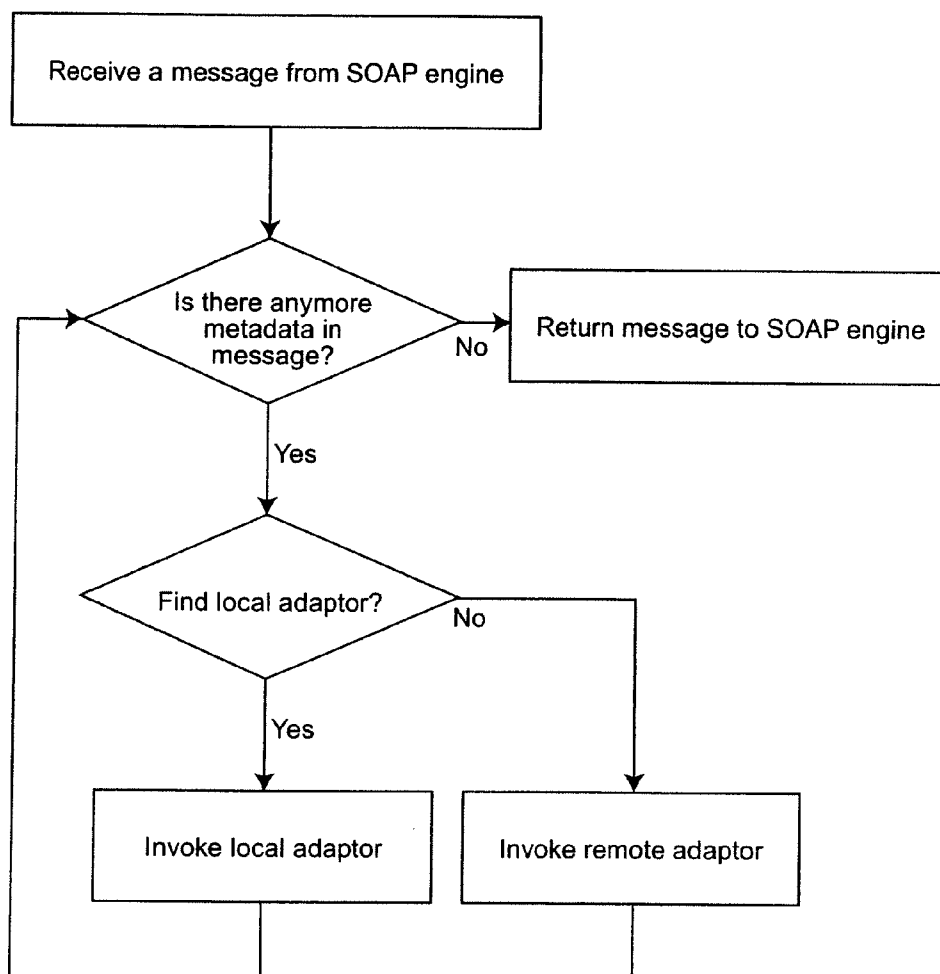 Receive a message from SOAP engine
Is there anymore
metadata in
message?
No
Return message to SOAP engine
Yes
Find local adaptor?
No
Yes
Invoke local adaptor
Invoke remote adaptor